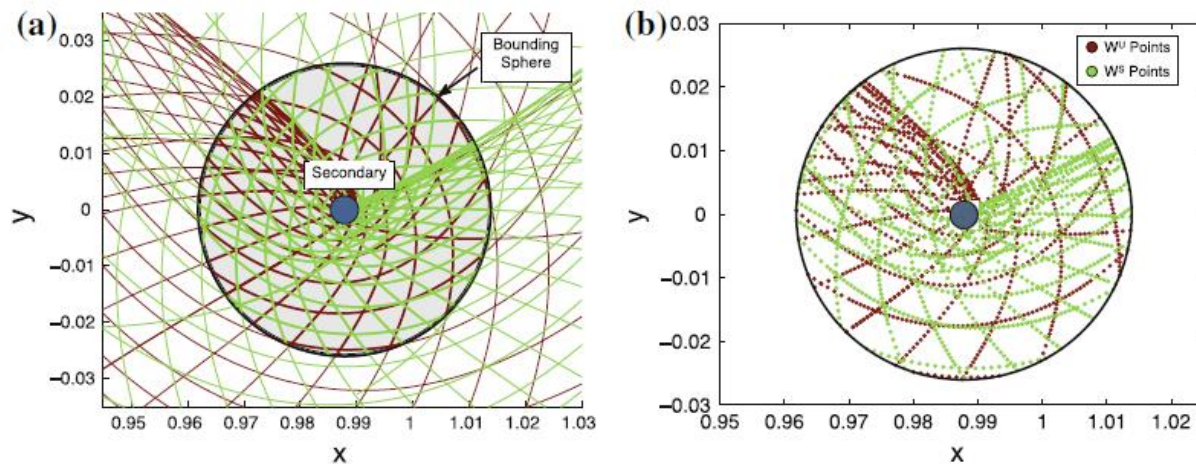 (a)
0.03
0.02
0.01
0
−0.01
−0.02
−0.03
y
Bounding
Sphere
Secondary
0.95 0.96 0.97 0.98 0.99 1 1.01 1.02 1.03
x
(b)
0.03
0.02
0.01
0
−0.01
−0.02
−0.03
y
W^U Points
W^S Points
0.95 0.96 0.97 0.98 0.99 1 1.01 1.02
x